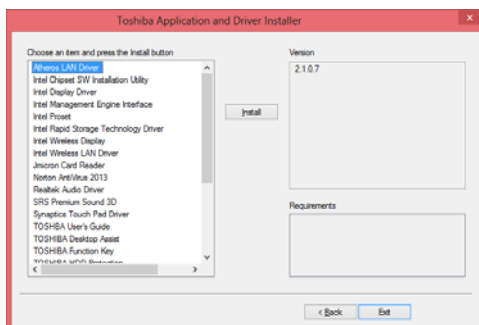 Toshiba Application and Driver Installer
x
Choose an item and press the Install button
Atheros LAN Driver
Intel Chipset SW Installation Utility
Intel Display Driver
Intel Management Engine Interface
Intel Proset
Intel Rapid Storage Technology Driver
Intel Wireless Display
Intel Wireless LAN Driver
Jmicron Card Reader
Norton AntiVirus 2013
Realtek Audio Driver
SRS Premium Sound 3D
Synaptics Touch Pad Driver
TOSHIBA User's Guide
TOSHIBA Desktop Assist
TOSHIBA Function Key
TOSHIBA HDD Protection
Install
Version
2.1.0.7
Requirements
< Back
Exit